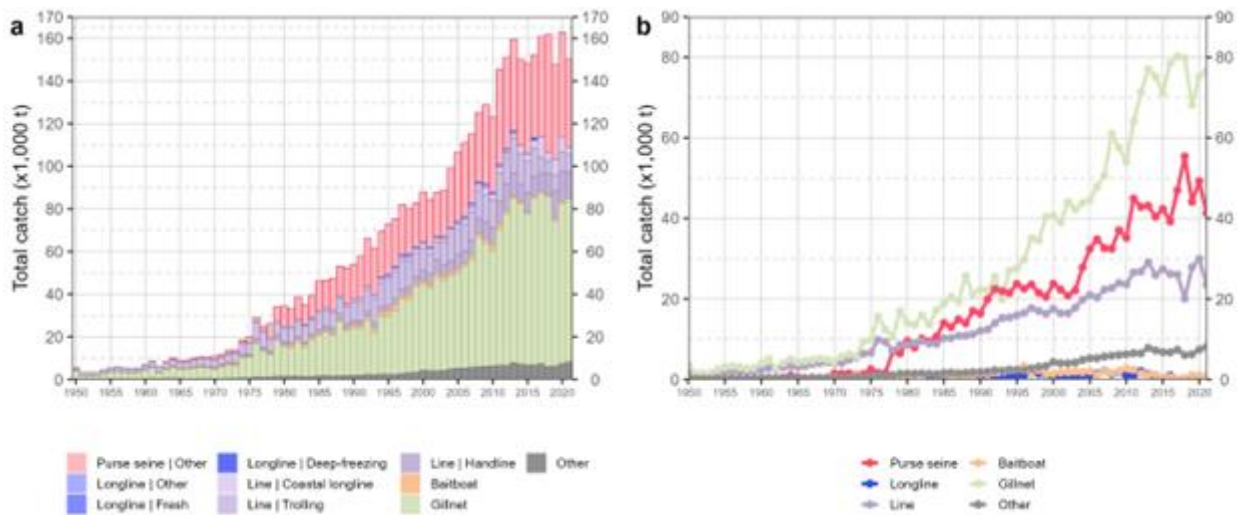 a
Total catch (x1,000 t)
170
160
140
120
100
80
60
40
20
0
170
160
140
120
100
80
60
40
20
0
1950 1955 1960 1965 1970 1975 1980 1985 1990 1995 2000 2005 2010 2015 2020
Purse seine | Other Longline | Deep-freezing Line | Handline Other
Longline | Other Line | Coastal longline Baitboat
Longline | Fresh Line | Trolling Gillnet
b
Total catch (x1,000 t)
90
80
60
40
20
0
90
80
60
40
20
0
1950 1955 1960 1965 1970 1975 1980 1985 1990 1995 2000 2005 2010 2015 2020
Purse seine Baitboat
Longline Gillnet
Line Other